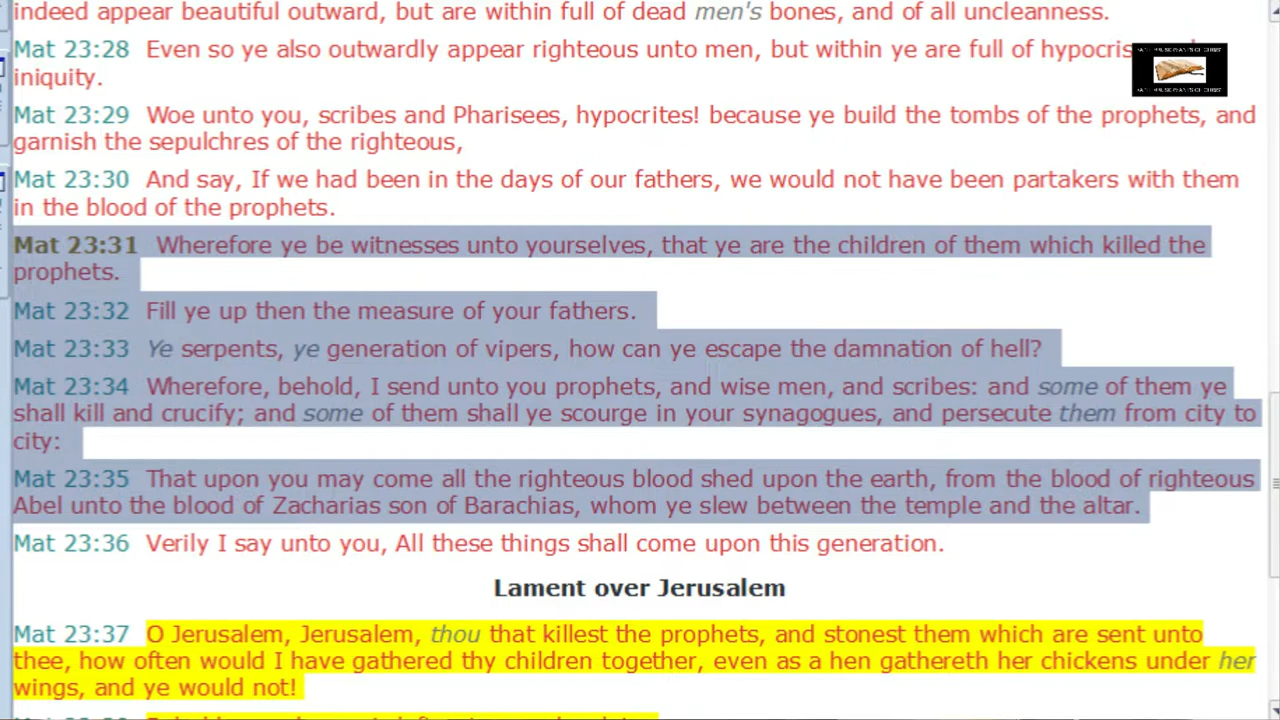 indeed appear beautiful outward, but are within full of dead men's bones, and of all uncleanness.
Mat 23:28 Even so ye also outwardly appear righteous unto men, but within ye are full of
iniquity.
Mat 23:29 Woe unto you, scribes and Pharisees, hypocrites! because ye build the tombs of the prophets, and
garnish the sepulchres of the righteous,
Mat 23:30 And say, If we had been in the days of our fathers, we would not have been partakers with them
in the blood of the prophets.
Mat 23:31 Wherefore ye be witnesses unto yourselves, that ye are the children of them which killed the
prophets.
Mat 23:32 Fill ye up then the measure of your fathers.
Mat 23:33 Ye serpents, ye generation of vipers, how can ye escape the damnation of hell?
Mat 23:34 Wherefore, behold, I send unto you prophets, and wise men, and scribes: and some of them ye
shall kill and crucify; and some of them shall ye scourge in your synagogues, and persecute them from city to
city:
Mat 23:35 That upon you may come all the righteous blood shed upon the earth, from the blood of righteous
Abel unto the blood of Zacharias son of Barachias, whom ye slew between the temple and the altar.
Mat 23:36 Verily I say unto you, All these things shall come upon this generation.
Lament over Jerusalem
Mat 23:37 O Jerusalem, Jerusalem, thou that killest the prophets, and stonest them which are sent unto
thee, how often would I have gathered thy children together, even as a hen gathereth her chickens under her
wings, and ye would not!